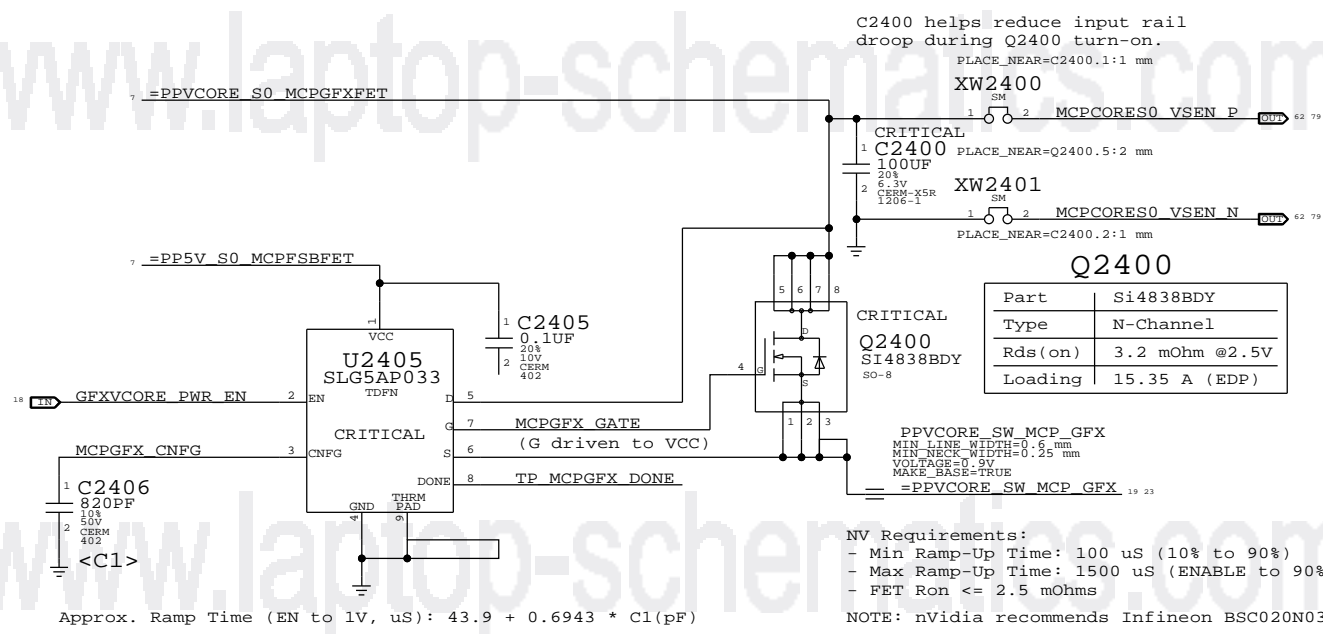 www.laptop-schematics.com
C2400 helps reduce input rail
droop during Q2400 turn-on.
PLACE_NEAR=C2400.1:1 mm
XW2400
SM
7 =PPVCORE_S0_MCPGFXFET
1 2 MCPCORES0_VSEN_P OUT 62 79
CRITICAL
1 C2400
PLACE_NEAR=Q2400.5:2 mm
100UF
20%
2 6.3V
CERM-X5R
1206-1
XW2401
SM
1 2 MCPCORES0_VSEN_N OUT 62 79
PLACE_NEAR=C2400.2:1 mm
7 =PP5V_S0_MCPFSBFET
Q2400
Part Si4838BDY
Type N-Channel
Rds(on) 3.2 mOhm @2.5V
Loading 15.35 A (EDP)
5 6 7 8
CRITICAL
Q2400
SI4838BDY
SO-8
D
4 G
S
1 2 3
1 C2405
0.1UF
20%
2 10V
CERM
402
1
VCC
U2405
SLG5AP033
TDFN
CRITICAL
18 IN GFXVCORE_PWR_EN 2 EN
D 5
G 7 MCPGFX_GATE
(G driven to VCC)
MCPGFX_CNFG 3 CNFG
S 6
DONE 8 TP_MCPGFX_DONE
GND
4
THRM
PAD
9
PPVCORE_SW_MCP_GFX
MIN_LINE_WIDTH=0.6 mm
MIN_NECK_WIDTH=0.25 mm
VOLTAGE=0.9V
MAKE_BASE=TRUE
=PPVCORE_SW_MCP_GFX 19 23
1 C2406
820PF
10%
2 50V
CERM
402
<C1>
NV Requirements:
- Min Ramp-Up Time: 100 uS (10% to 90%)
- Max Ramp-Up Time: 1500 uS (ENABLE to 90%
- FET Ron <= 2.5 mOhms
Approx. Ramp Time (EN to 1V, uS): 43.9 + 0.6943 * C1(pF)
NOTE: nVidia recommends Infineon BSC020N03
www.laptop-schematics.com